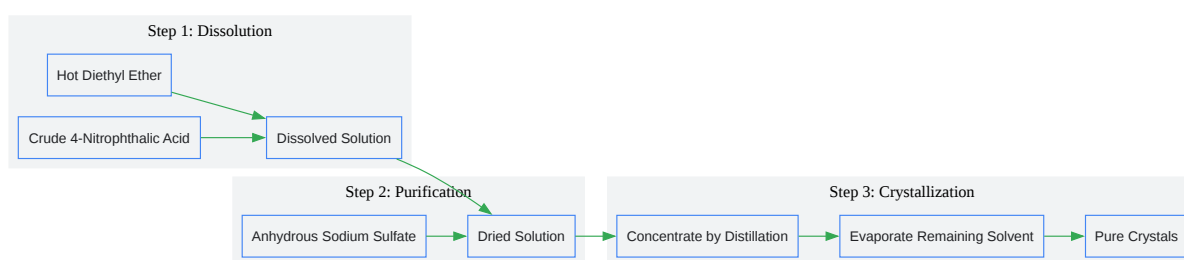 Step 1: Dissolution
Hot Diethyl Ether
Crude 4-Nitrophthalic Acid
Dissolved Solution
Step 2: Purification
Anhydrous Sodium Sulfate
Dried Solution
Step 3: Crystallization
Concentrate by Distillation
Evaporate Remaining Solvent
Pure Crystals